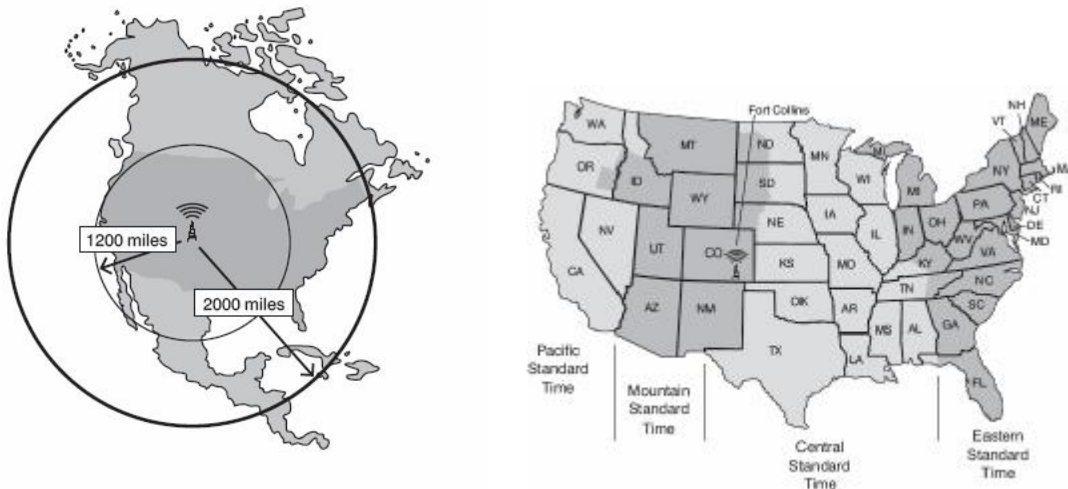 1200 miles
2000 miles
Fort Collins
NH
VT
ME
WA
MT
ND
MN
OR
ID
SD
WI
MI
NY
RI
CT
WY
PA
NJ
NE
IA
DE
NV
UT
CO
IL
IN
OH
MD
WV
VA
CA
KS
MO
KY
NC
TN
AZ
NM
OIK
AR
SC
MS
AL
GA
TX
LA
FL
Pacific
Standard
Time
Mountain
Standard
Time
Central
Standard
Time
Eastern
Standard
Time